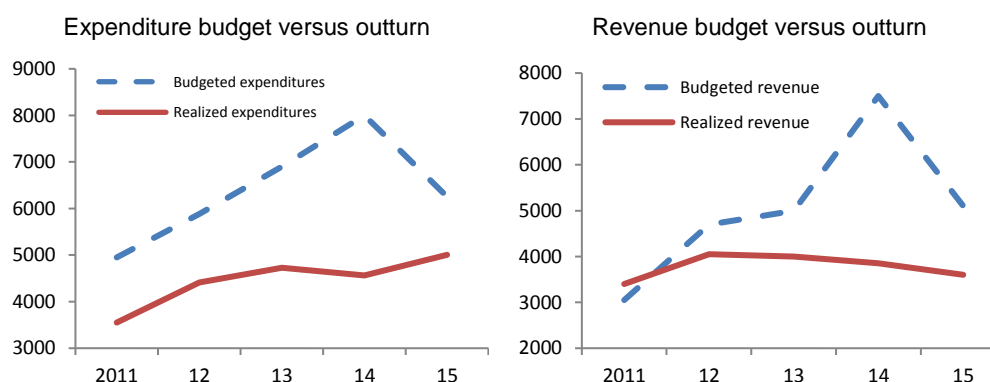 Expenditure budget versus outturn
9000
8000
7000
6000
5000
4000
3000
Budgeted expenditures
Realized expenditures
2011 12 13 14 15
Revenue budget versus outturn
8000
7000
6000
5000
4000
3000
2000
Budgeted revenue
Realized revenue
2011 12 13 14 15